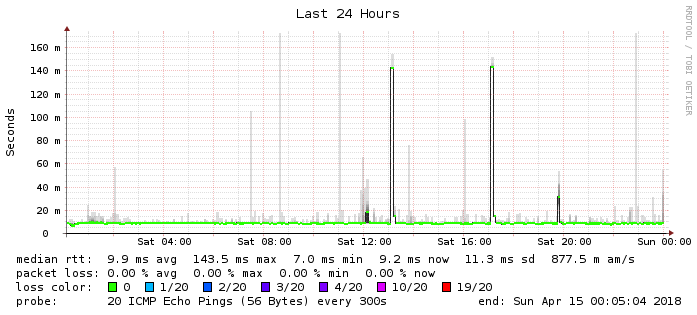 Last 24 Hours
RRDTOOL / TOBI OETIKER
Seconds
160 m
140 m
120 m
100 m
80 m
60 m
40 m
20 m
0
Sat 04:00 Sat 08:00 Sat 12:00 Sat 16:00 Sat 20:00 Sun 00:00
median rtt: 9.9 ms avg 143.5 ms max 7.0 ms min 9.2 ms now 11.3 ms sd 877.5 m am/s
packet loss: 0.00 % avg 0.00 % max 0.00 % min 0.00 % now
loss color: 0 1/20 2/20 3/20 4/20 10/20 19/20
probe: 20 ICMP Echo Pings (56 Bytes) every 300s end: Sun Apr 15 00:05:04 2018